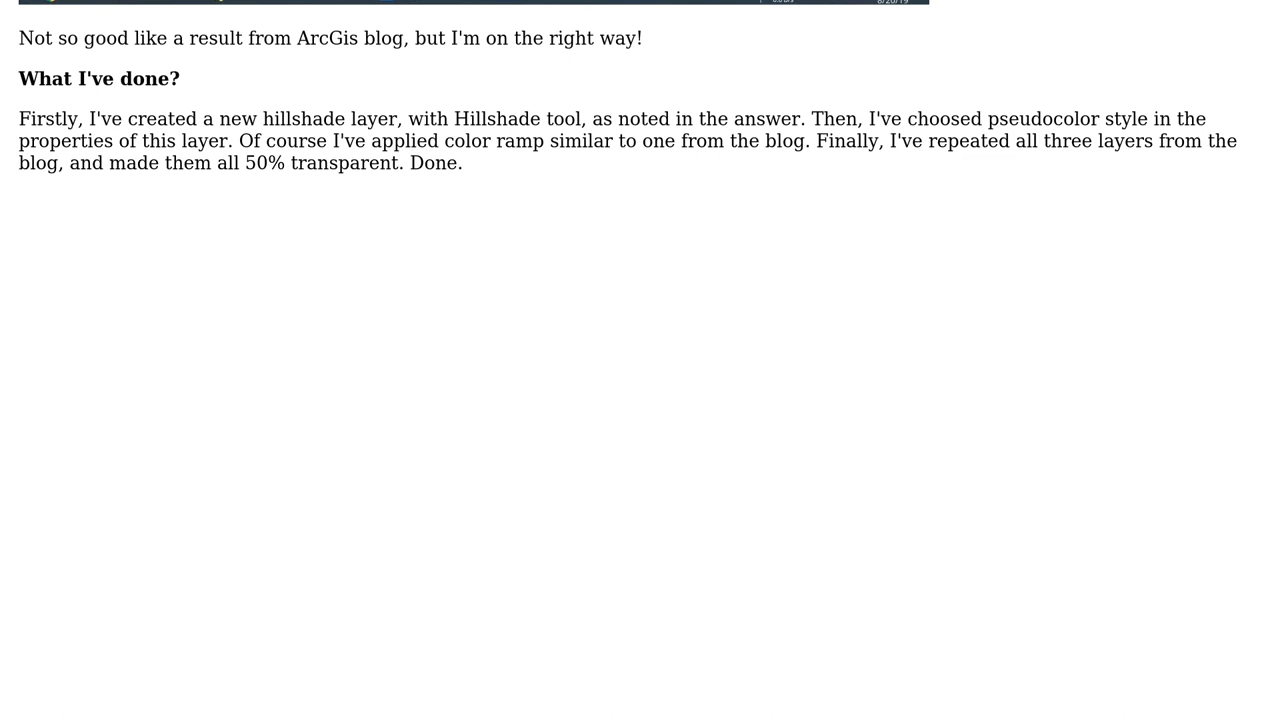 Not so good like a result from ArcGis blog, but I'm on the right way!
What I've done?
Firstly, I've created a new hillshade layer, with Hillshade tool, as noted in the answer. Then, I've choosed pseudocolor style in the
properties of this layer. Of course I've applied color ramp similar to one from the blog. Finally, I've repeated all three layers from the
blog, and made them all 50% transparent. Done.